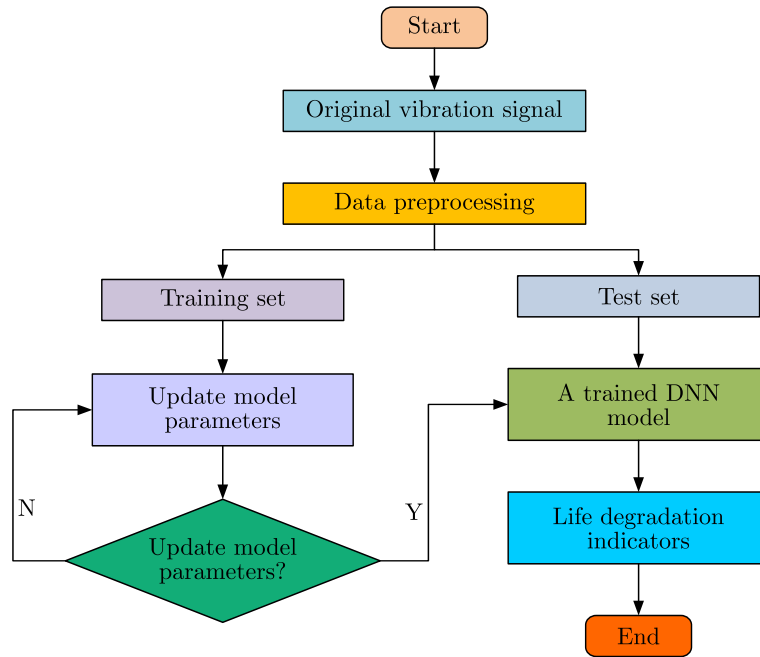 Start
Original vibration signal
Data preprocessing
Training set
Test set
Update model
parameters
A trained DNN
model
N
Y
Update model
parameters?
Life degradation
indicators
End